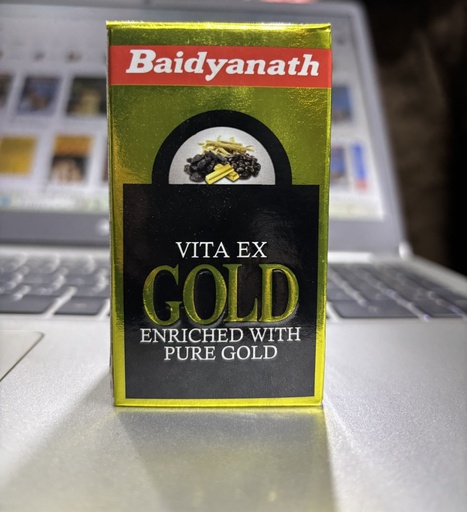 Baidyanath
VITA EX
GOLD
ENRICHED WITH
PURE GOLD